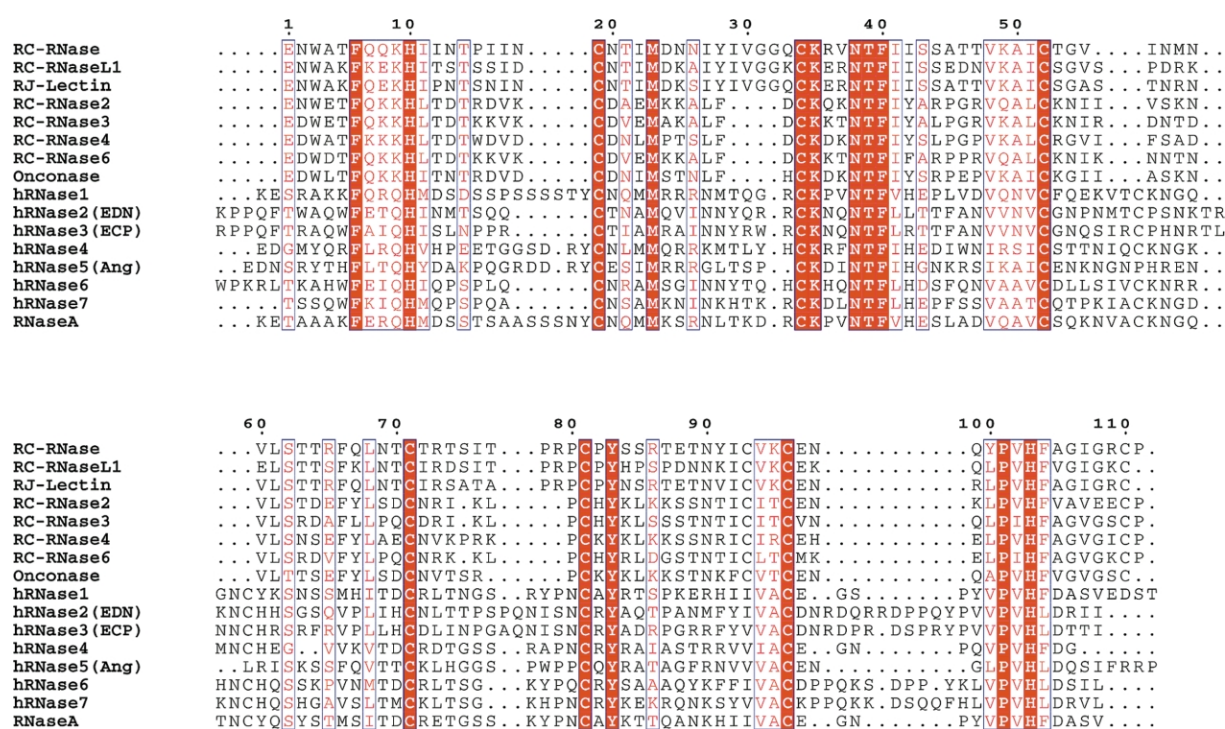 1 10 20 30 40 50
RC-RNase .....ENWATFQQKHIINTPIIN.....CNTIMDNNIYIVGGQCKRVNTFIISSATTVKAICTGV...INMN..
RC-RNaseL1 .....ENWAKFKEKHITSTSSID.....CNTIMDKAIYIVGGKCKERNTFIISSEDNVKAICSGVS...PDRK..
RJ-Lectin .....ENWAKFQEKHIPNTSNIN.....CNTIMDKSIYIVGGQCKERNTFIISSATTVKAICSGAS...TNRN..
RC-RNase2 .....ENWETFQKKHLTDTRDVK.....CDAEMKKALF...DCKQKNTFIYARPGRVQALCKNII...VSKN..
RC-RNase3 .....EDWETFQKKHLTDTKKVK.....CDVEMAKALF...DCKKTNTFIYALPGRVKALCKNIR...DNTD..
RC-RNase4 .....EDWATFKKKHLTDTWDVD.....CDNLMPTSLF...DCKDKNTFIYSLPGPVKALCRGVI...FSAD..
RC-RNase6 .....EDWDTFQKKHLTDTKKVK.....CDVEMKKALF...DCKKTNTFIFARPPRVQALCKNIK...NNTN..
Onconase .....EDWLTFQKKHITNTRDVD.....CDNIMSTNLF...HCKDKNTFIYSRPEPVKAICKGII...ASKN..
hRNase1 ...KESRAKKFQRQHMDSDSSPSSSSTYCNQMMRRRNMTQG.RCKPVNTFVHEPLVDVQNVCFQEKVTCKNGQ..
hRNase2(EDN) KPPQFTWAQWFETQHINMTSQQ.....CTNAMQVINNYQR.RCKNQNTFLLTTFANVVNVCGNPNMTCPSNKTR
hRNase3(ECP) RPPQFTRAQWFAIQHISLNPPR.....CTIAMRAINNYRW.RCKNQNTFLRTTFANVVNVCGNQSIRCPHNRTL
hRNase4 ...EDGMYQRFLRQHVHPEETGGSD.RYCNLMMQRRKMTLY.HCKRFNTFIHEDIWNIRSICSTTNIQCKNGK..
hRNase5(Ang) ..EDNSRYTHFLTQHYDAKPQGRDD.RYCESIMRRRGLTSP..CKDINTFIHGNKRSIKAICENKNGNPHREN..
hRNase6 WPKRLTKAHWFEIQHIQPSPLQ.....CNRAMSGINNYTQ.HCKHQNTFLHDSFQNVAAVCDLLSIVCKNRR..
hRNase7 .....TSSQWFKIQHMQPSPQA.....CNSAMKNINKHTK.RCKDLNTFLHEPFSSVAATCQTPKIACKNGD..
RNaseA ...KETAAAKFERQHMDSSTSAASSSNYCNQMMKSRNLTKD.RCKPVNTFVHESLADVQAVCSQKNVACKNGQ..
60 70 80 90 100 110
RC-RNase ...VLSTTRFQLNTCTRTSIT...PRPCPYSSRTETNYICVKCEN...........QYPVHFAGIGRCP.
RC-RNaseL1 ...ELSTTSFKLNTCIRDSIT...PRPCPYHPSPDNNKICVKCEK...........QLPVHFVGIGKC..
RJ-Lectin ...VLSTTRFQLNTCIRSATA...PRPCPYNSRTETNVICVKCEN...........RLPVHFAGIGRC..
RC-RNase2 ...VLSTDEFYLSDCNRI.KL....PCHYKLKKSSNTICITCEN...........KLPVHFVAVEECP.
RC-RNase3 ...VLSRDAFLLPQCDRI.KL....PCHYKLSSSTNTICITCVN...........QLPIHFAGVGSCP.
RC-RNase4 ...VLSNSEFYLAECNVKPRK....PCKYKLKKSSNRICIRCEH...........ELPVHFAGVGICP.
RC-RNase6 ...VLSRDVFYLPQCNRK.KL....PCHYRLDGSTNTICLTCMK...........ELPIHFAGVGKCP.
Onconase ...VLTTSEFYLSDCNVTSR.....PCKYKLKKSTNKFCVTCEN...........QAPVHFVGVGSC..
hRNase1 GNCYKSNSSMHITDCRLTNGS..RYPNCAYRTSPKERHIIVACE..GS......PYVPVHFDASVEDST
hRNase2(EDN) KNCHHSGSQVPLIHCNLTTPSPQNISNCRYAQTPANMFYIVACDNRDQRRDPPQYPVVPVHLDRII....
hRNase3(ECP) NNCHRSRFRVPLLHCDLINPGAQNISNCRYADRPGRRFYVVACDNRDPR.DSPRYPVVPVHLDTTI....
hRNase4 MNCHEG..VVKVTDCRDTGSS..RAPNCRYRAIASTRRVVIACE..GN......PQVPVHFDG......
hRNase5(Ang) ..LRISKSSFQVTTCKLHGGS..PWPPCQYRATAGFRNVVVACEN.........GLPVHLDQSIFRRP
hRNase6 HNCHQSSKPVNMTDCRLTSG...KYPQCRYSAAAQYKFFIVACDPPQKS.DPP.YKLVPVHLDSIL....
hRNase7 KNCHQSHGAVSLTMCKLTSG...KHPNCRYKEKRQNKSYVVACKPPQKK.DSQQFHLVPVHLDRVL....
RNaseA TNCYQSYSTMSITDCRETGSS..KYPNCAYKTTQANKHIIVACE..GN......PYVPVHFDASV.....